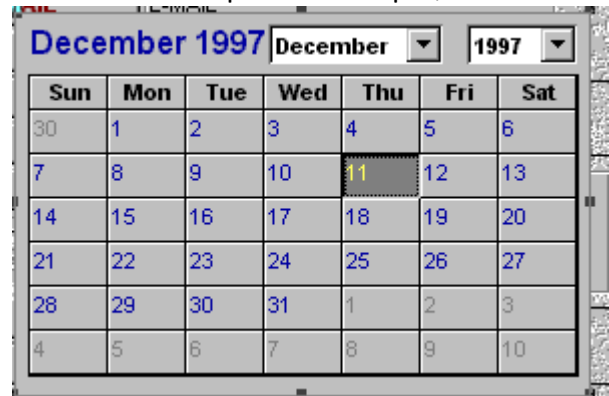 AIL E-MAIL
December 1997 December 1997
Sun Mon Tue Wed Thu Fri Sat
30 1 2 3 4 5 6
7 8 9 10 11 12 13
14 15 16 17 18 19 20
21 22 23 24 25 26 27
28 29 30 31 1 2 3
4 5 6 7 8 9 10